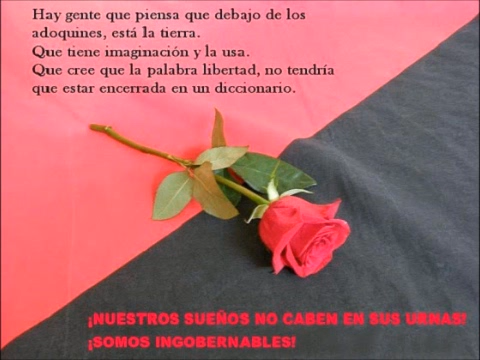 Hay gente que piensa que debajo de los
adoquines, está la tierra.
Que tiene imaginación y la usa.
Que cree que la palabra libertad, no tendría
que estar encerrada en un diccionario.
¡NUESTROS SUEÑOS NO CABEN EN SUS URNAS!
¡SOMOS INGOBERNABLES!